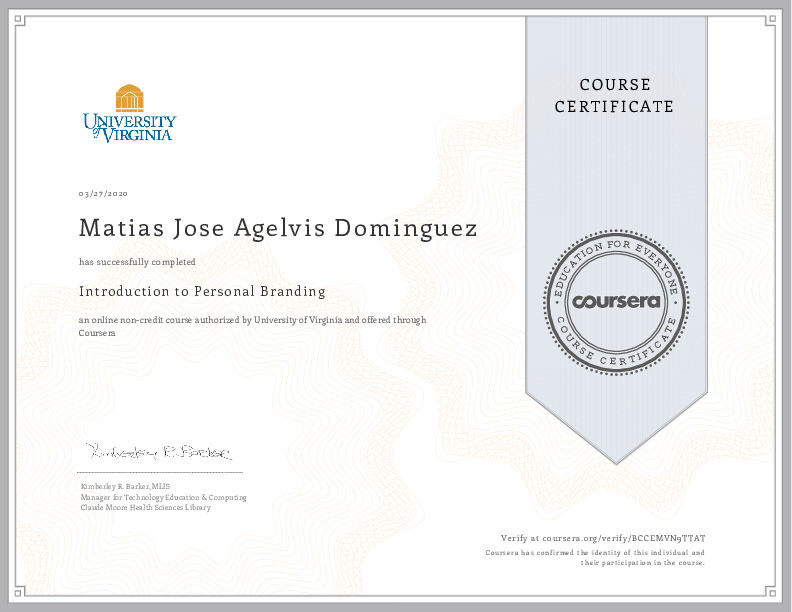 UNIVERSITY
of VIRGINIA
COURSE
CERTIFICATE
03/27/2020
Matias Jose Agelvis Dominguez
has successfully completed
Introduction to Personal Branding
an online non-credit course authorized by University of Virginia and offered through
Coursera
EDUCATION FOR EVERYONE
coursera
COURSE CERTIFICATE
Kimberley R. Barker
Kimberley R. Barker, MLIS
Manager for Technology Education & Computing
Claude Moore Health Sciences Library
Verify at coursera.org/verify/BCCEMVN9TTAT
Coursera has confirmed the identity of this individual and
their participation in the course.